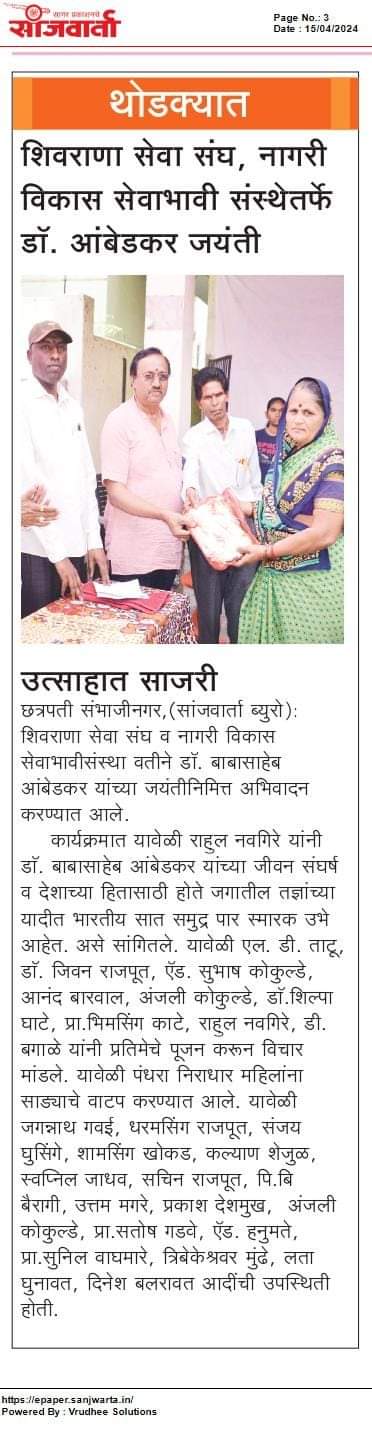 सागर प्रकाशनचे
सांजवार्ता
Page No.: 3
Date : 15/04/2024
थोडक्यात
शिवराणा सेवा संघ, नागरी
विकास सेवाभावी संस्थेतर्फे
डॉ. आंबेडकर जयंती
उत्साहात साजरी
छत्रपती संभाजीनगर,(सांजवार्ता ब्युरो):
शिवराणा सेवा संघ व नागरी विकास
सेवाभावीसंस्था वतीने डॉ. बाबासाहेब
आंबेडकर यांच्या जयंतीनिमित्त अभिवादन
करण्यात आले.
कार्यक्रमात यावेळी राहुल नवगिरे यांनी
डॉ. बाबासाहेब आंबेडकर यांच्या जीवन संघर्ष
व देशाच्या हितासाठी होते जगातील तज्ञांच्या
यादीत भारतीय सात समुद्र पार स्मारक उभे
आहेत. असे सांगितले. यावेळी एल. डी. ताटू,
डॉ. जिवन राजपूत, ऍड. सुभाष कोकुल्डे,
आनंद बारवाल, अंजली कोकुल्डे, डॉ.शिल्पा
घाटे, प्रा.भिमसिंग काटे, राहुल नवगिरे, डी.
बगाळे यांनी प्रतिमेचे पूजन करून विचार
मांडले. यावेळी पंधरा निराधार महिलांना
साड्याचे वाटप करण्यात आले. यावेळी
जगन्नाथ गवई, धरमसिंग राजपूत, संजय
घुसिंगे, शामसिंग खोकड, कल्याण शेजुळ,
स्वप्निल जाधव, सचिन राजपूत, पि.बि
बैरागी, उत्तम मगरे, प्रकाश देशमुख, अंजली
कोकुल्डे, प्रा.सतोष गडवे, ऍड. हनुमते,
प्रा.सुनिल वाघमारे, त्रिबेकेश्रवर मुंढे, लता
घुनावत, दिनेश बलरावत आदींची उपस्थिती
होती.
https://epaper.sanjwarta.in/
Powered By : Vrudhee Solutions